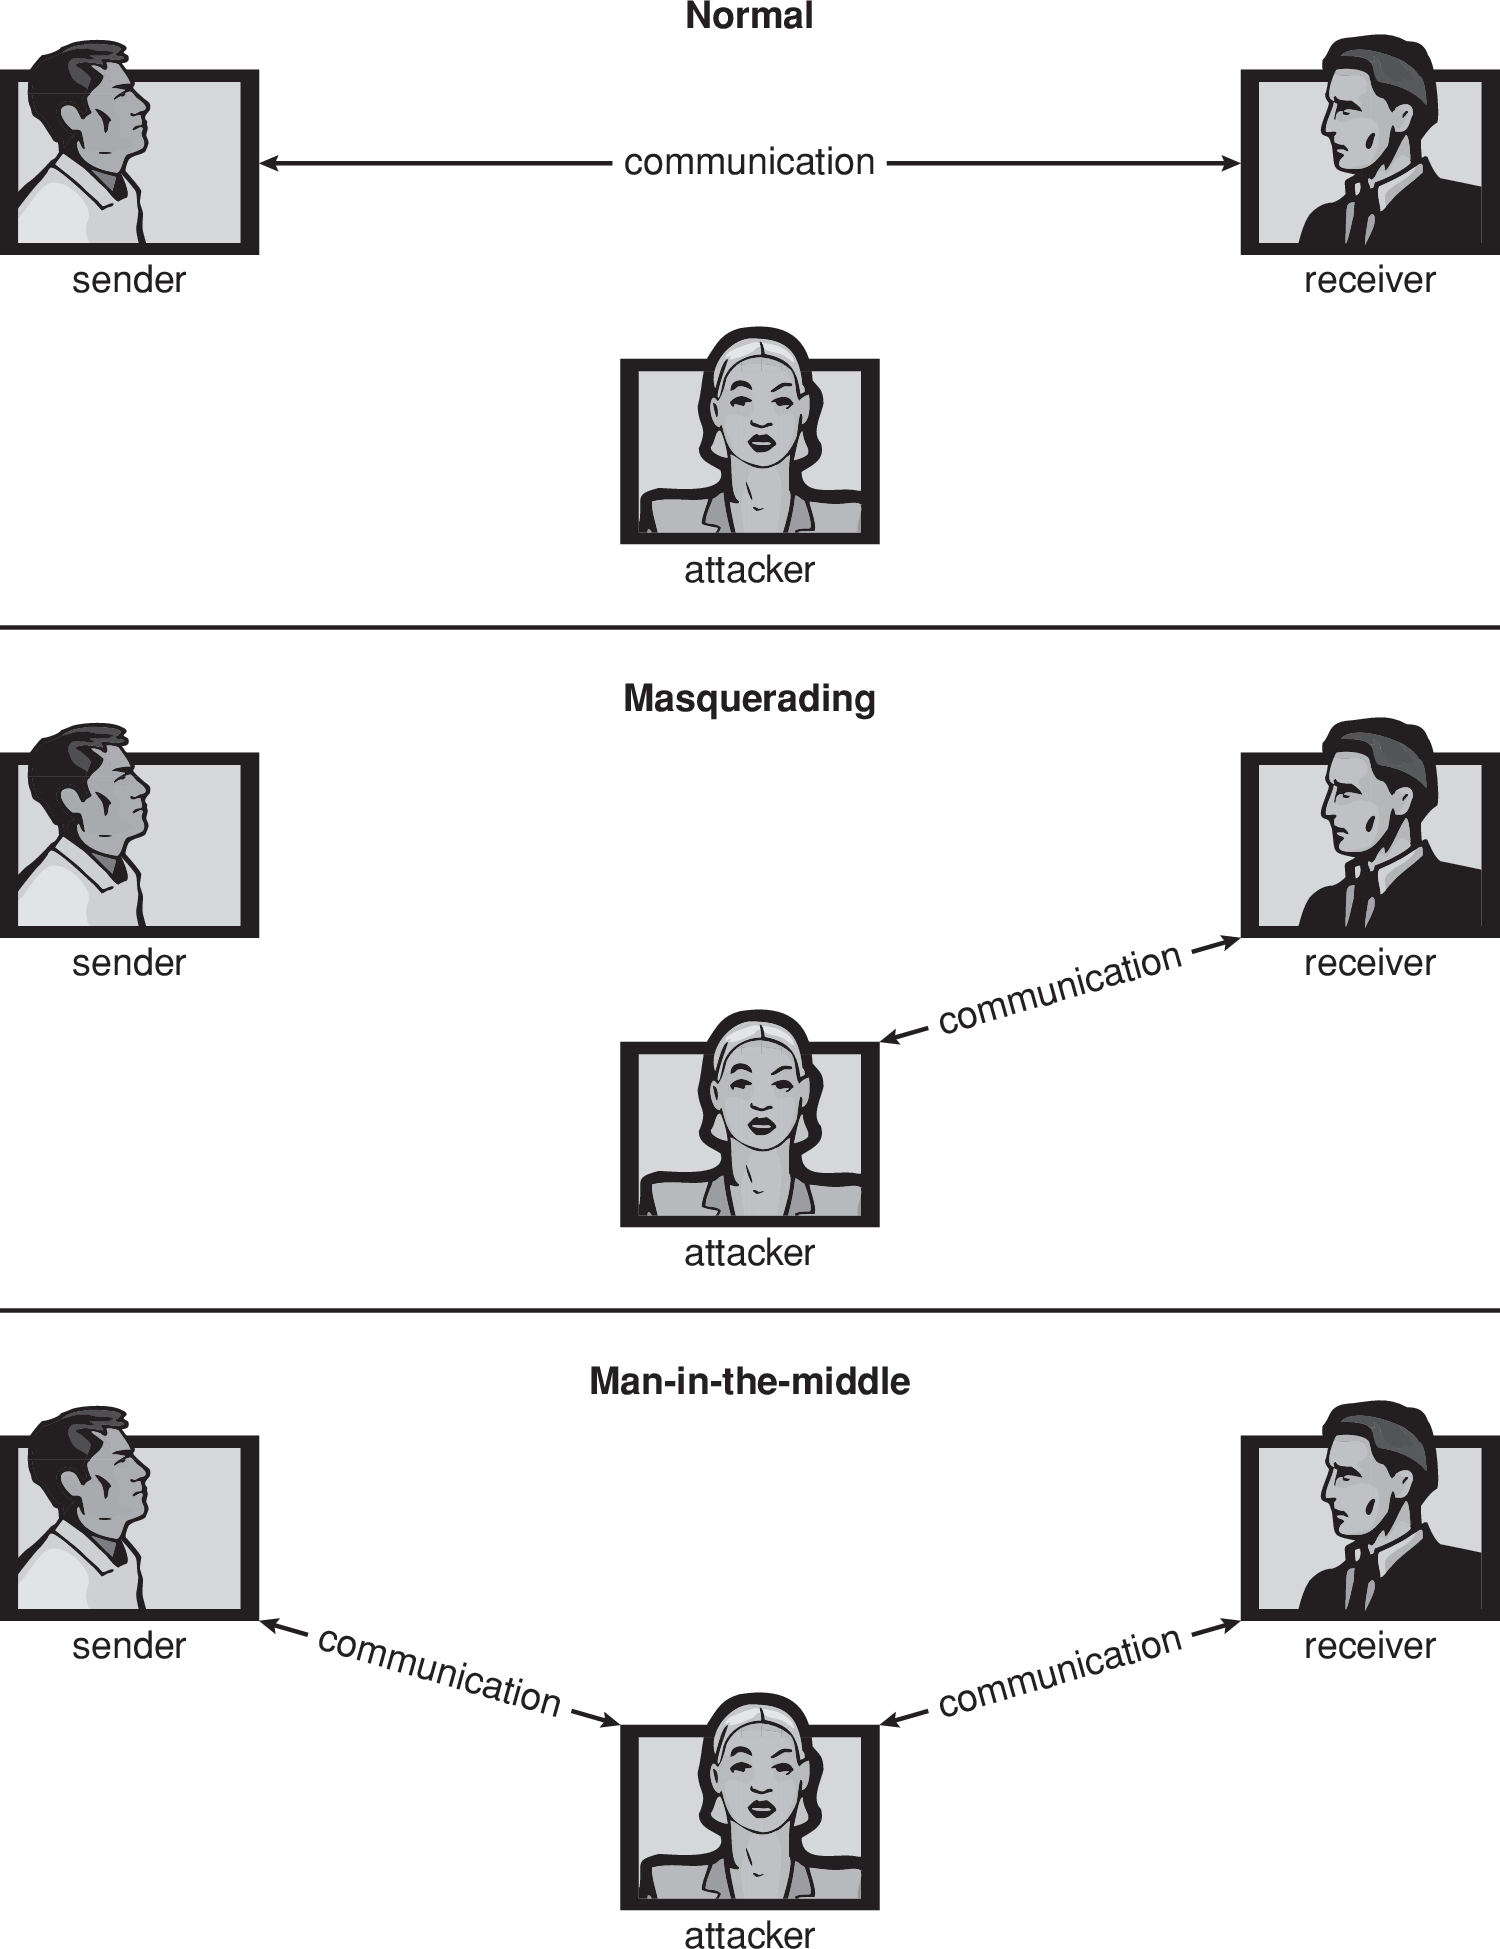 Normal
communication
sender
receiver
attacker
Masquerading
sender
communication
receiver
attacker
Man-in-the-middle
sender
communication
communication
receiver
attacker